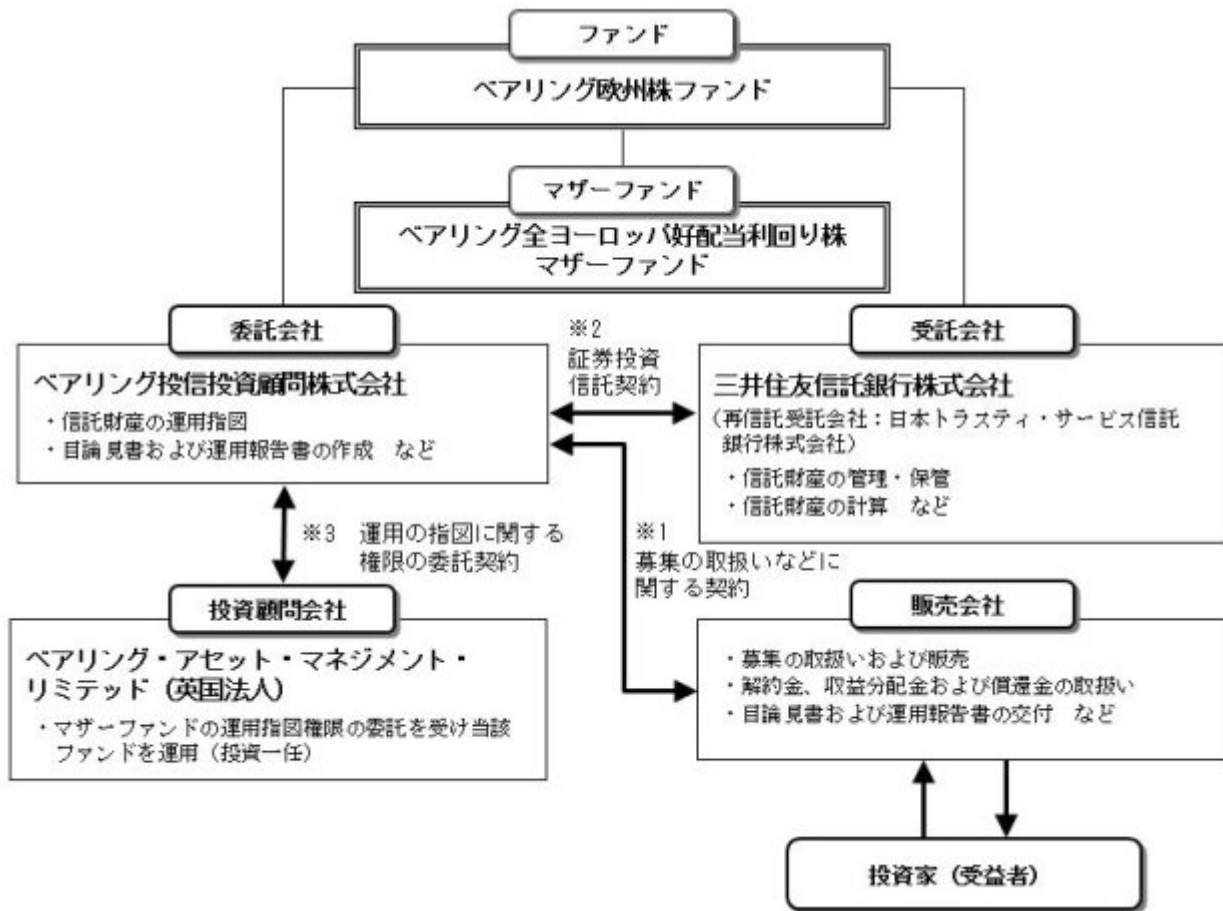 ファンド
ベアリング欧州株ファンド
マザーファンド
ベアリング全ヨーロッパ好配当利回り株
マザーファンド
委託会社
ベアリング投信投資顧問株式会社
・信託財産の運用指図
・目論見書および運用報告書の作成 など
※2
証券投資
信託契約
受託会社
三井住友信託銀行株式会社
(再信託受託会社:日本トラスティ・サービス信託
銀行株式会社)
・信託財産の管理・保管
・信託財産の計算 など
※3 運用の指図に関する
権限の委託契約
※1
募集の取扱いなどに
関する契約
投資顧問会社
ベアリング・アセット・マネジメント・
リミテッド(英国法人)
・マザーファンドの運用指図権限の委託を受け当該
ファンドを運用(投資一任)
販売会社
・募集の取扱いおよび販売
・解約金、収益分配金および償還金の取扱い
・目論見書および運用報告書の交付 など
投資家(受益者)